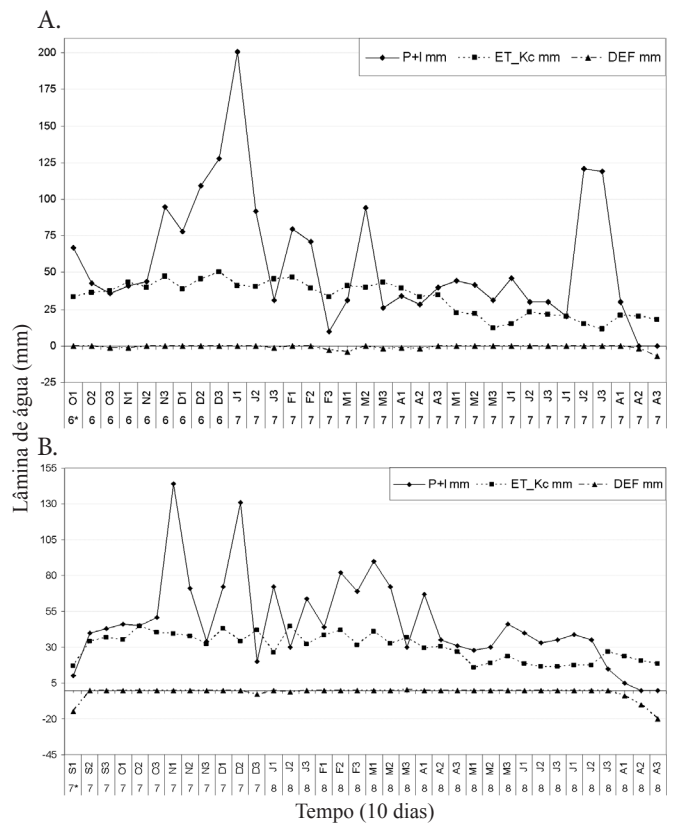 A.
P+I mm ET_Kc mm DEF mm
200
175
150
125
100
75
50
25
0
-25
O1 O2 O3 N1 N2 N3 D1 D2 D3 J1 J2 J3 F1 F2 F3 M1 M2 M3 A1 A2 A3 M1 M2 M3 J1 J2 J3 J1 J2 J3 A1 A2 A3
6* 6 6 6 6 6 6 6 6 7 7 7 7 7 7 7 7 7 7 7 7 7 7 7 7 7 7 7 7 7 7 7 7
Lâmina de água (mm)
B.
P+I mm ET_Kc mm DEF mm
155
130
105
80
55
30
5
-20
-45
S1 S2 S3 O1 O2 O3 N1 N2 N3 D1 D2 D3 J1 J2 J3 F1 F2 F3 M1 M2 M3 A1 A2 A3 M1 M2 M3 J1 J2 J3 J1 J2 J3 A1 A2 A3
7* 7 7 7 7 7 7 7 7 7 7 7 8 8 8 8 8 8 8 8 8 8 8 8 8 8 8 8 8 8 8 8 8 8 8 8
Tempo (10 dias)